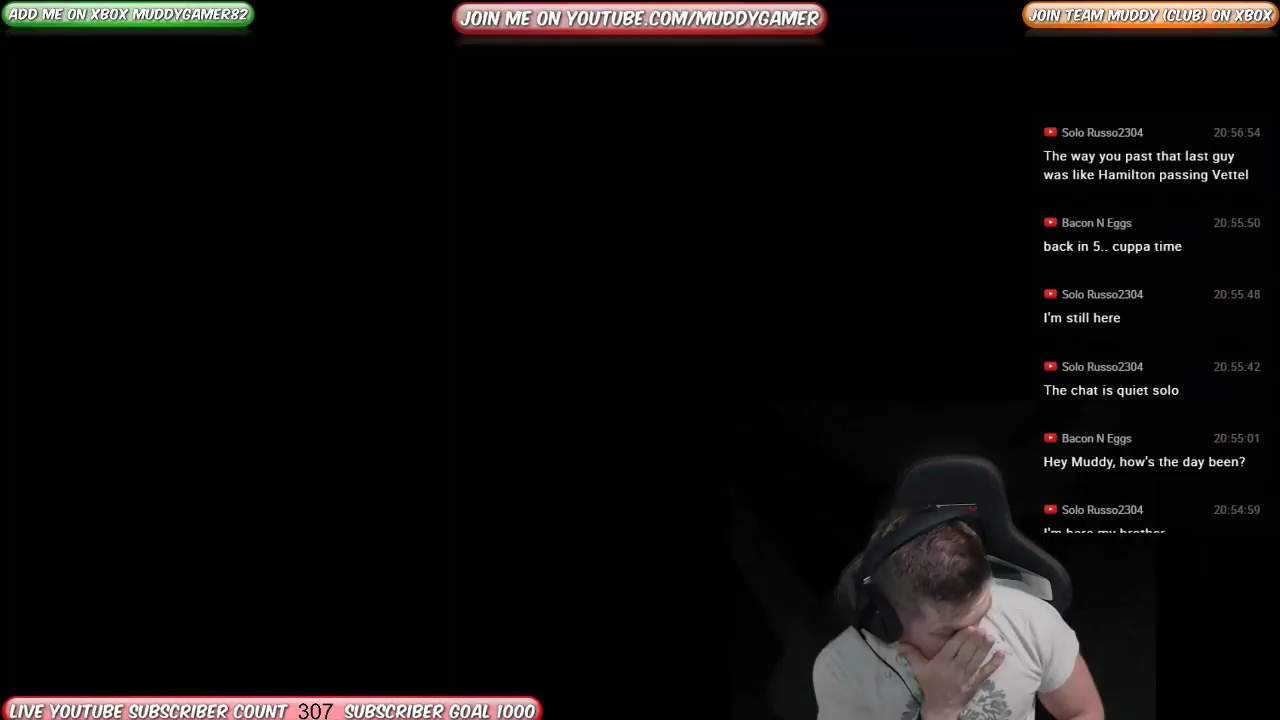 ADD ME ON XBOX MUDDYGAMER82
JOIN ME ON YOUTUBE.COM/MUDDYGAMER
JOIN TEAM MUDDY (CLUB) ON XBOX
Solo Russo2304 20:56:54
The way you past that last guy
was like Hamilton passing Vettel
Bacon N Eggs 20:55:50
back in 5.. cuppa time
Solo Russo2304 20:55:48
I'm still here
Solo Russo2304 20:55:42
The chat is quiet solo
Bacon N Eggs 20:55:01
Hey Muddy, how's the day been?
Solo Russo2304 20:54:59
I'm here my brother
LIVE YOUTUBE SUBSCRIBER COUNT 307 SUBSCRIBER GOAL 1000